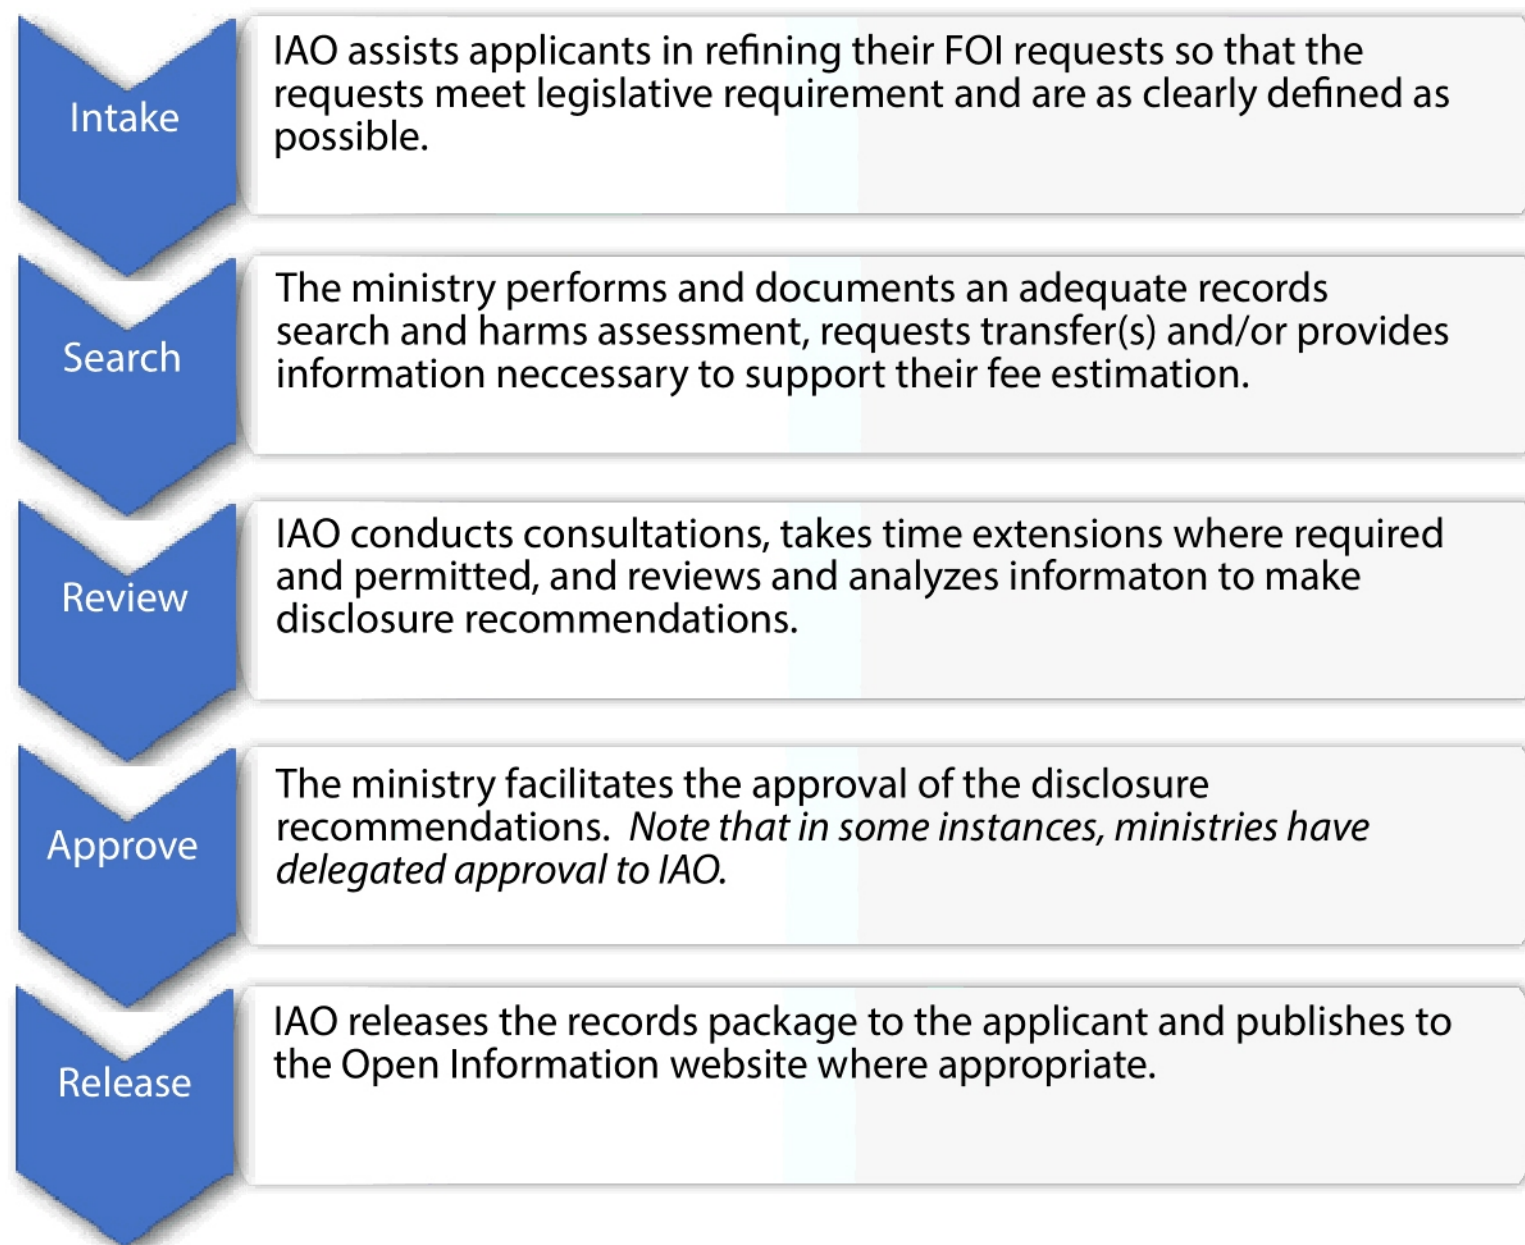 Intake
IAO assists applicants in refining their FOI requests so that the
requests meet legislative requirement and are as clearly defined as
possible.
Search
The ministry performs and documents an adequate records
search and harms assessment, requests transfer(s) and/or provides
information neccessary to support their fee estimation.
Review
IAO conducts consultations, takes time extensions where required
and permitted, and reviews and analyzes informaton to make
disclosure recommendations.
Approve
The ministry facilitates the approval of the disclosure
recommendations.  Note that in some instances, ministries have
delegated approval to IAO.
Release
IAO releases the records package to the applicant and publishes to
the Open Information website where appropriate.